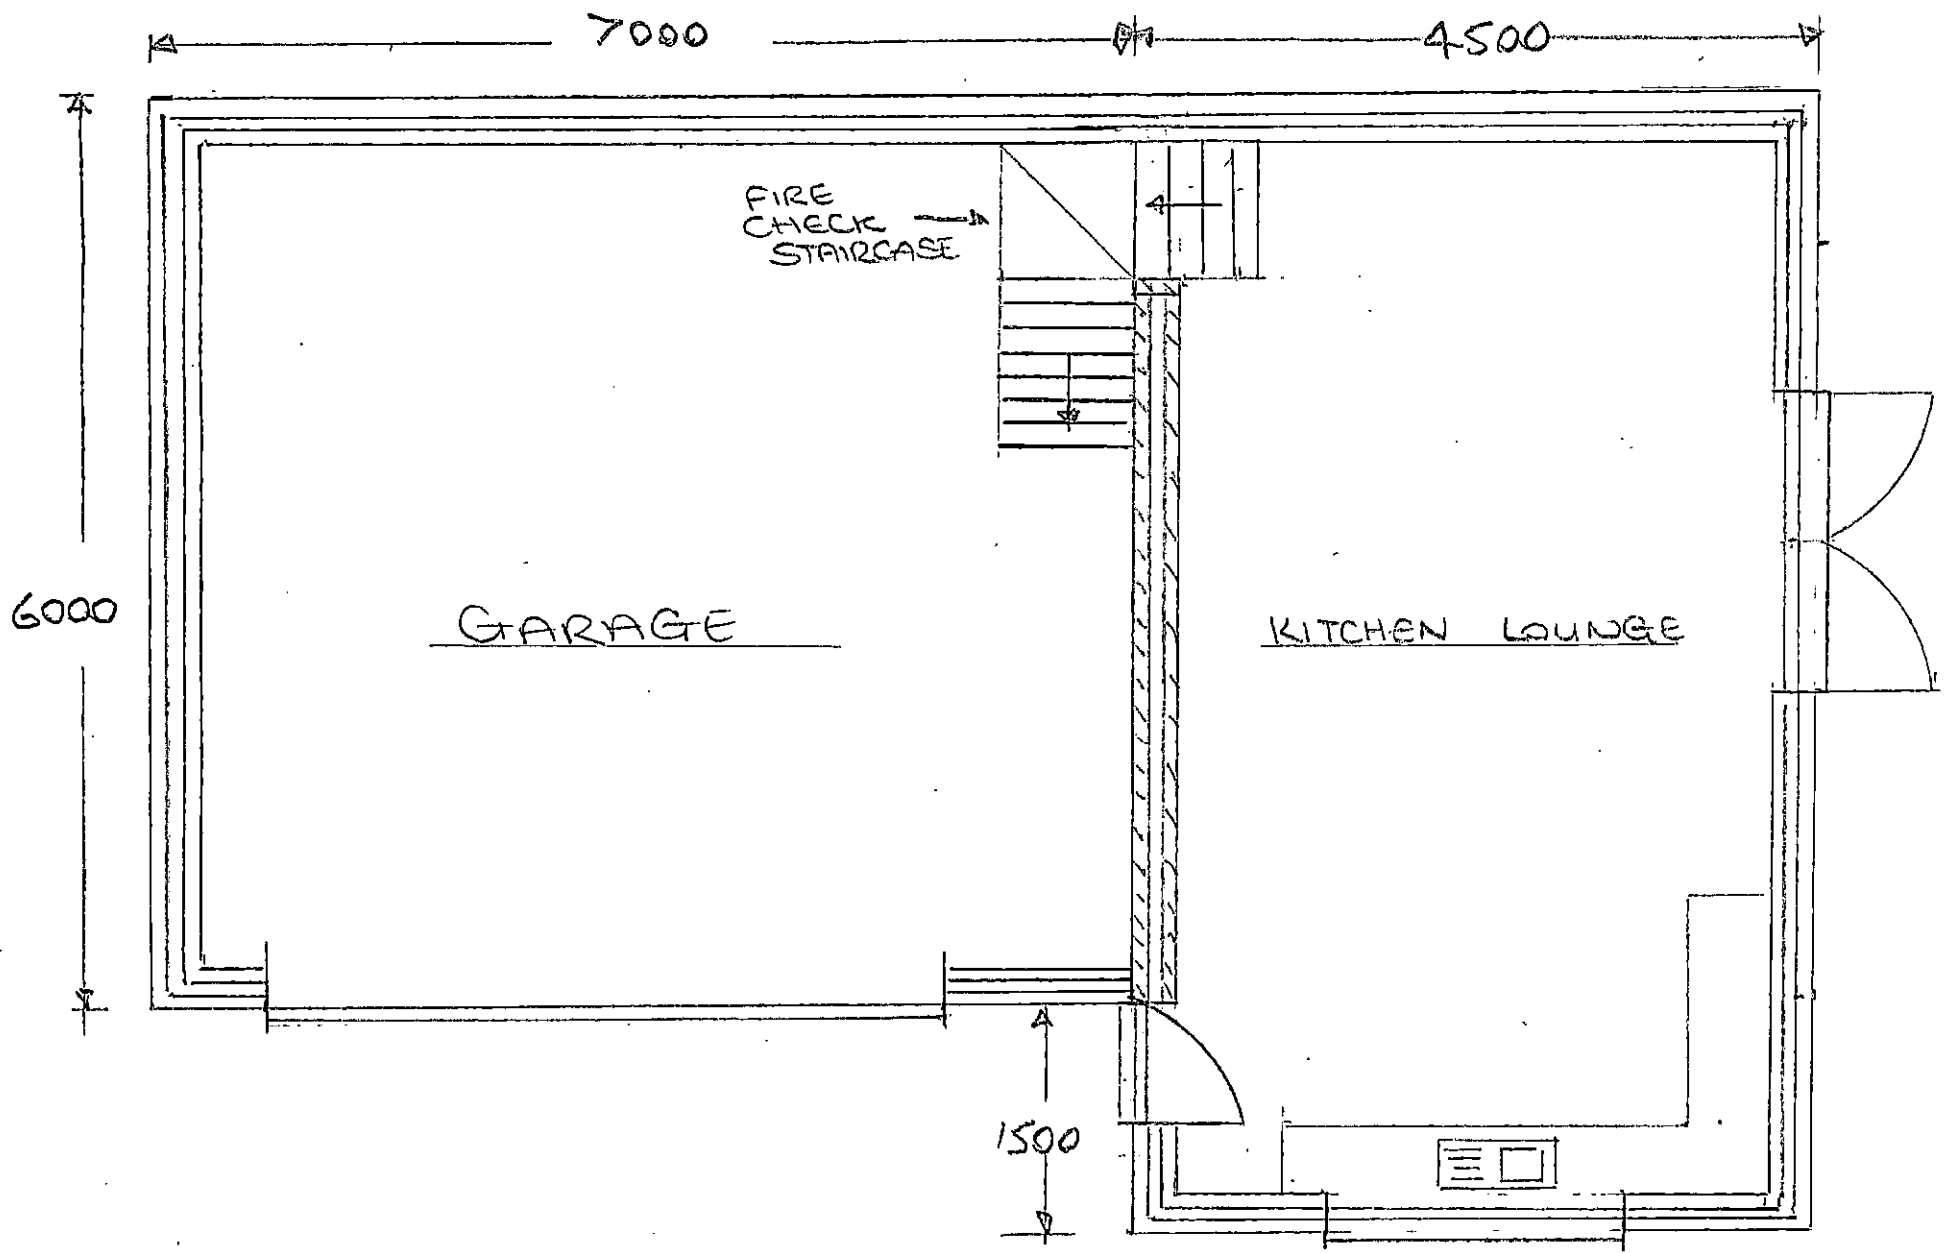 7000
4500
FIRE
CHECK
STAIRCASE
6000
GARAGE
KITCHEN LOUNGE
1500